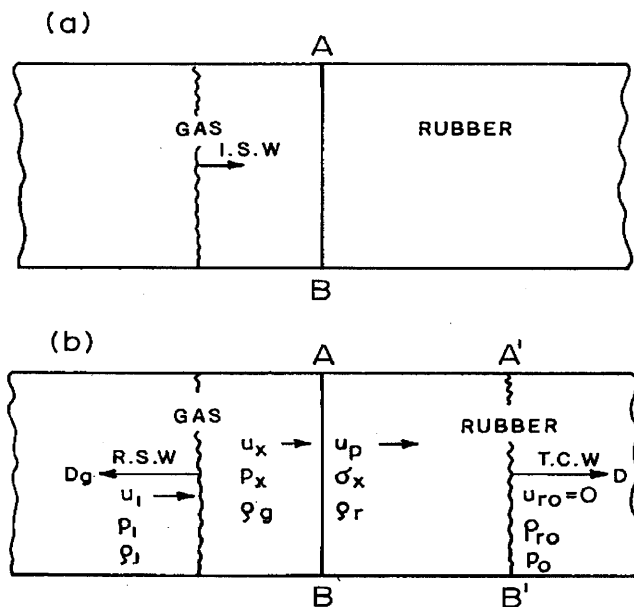 (a)
A
GAS
RUBBER
I.S.W
B
(b)
A A'
GAS RUBBER
R.S.W uₓ uₚ T.C.W
Dg D
u₁ pₓ σₓ uᵣₒ=0
p₁ ρg ρr ρᵣₒ
ρ₁ pₒ
B B'